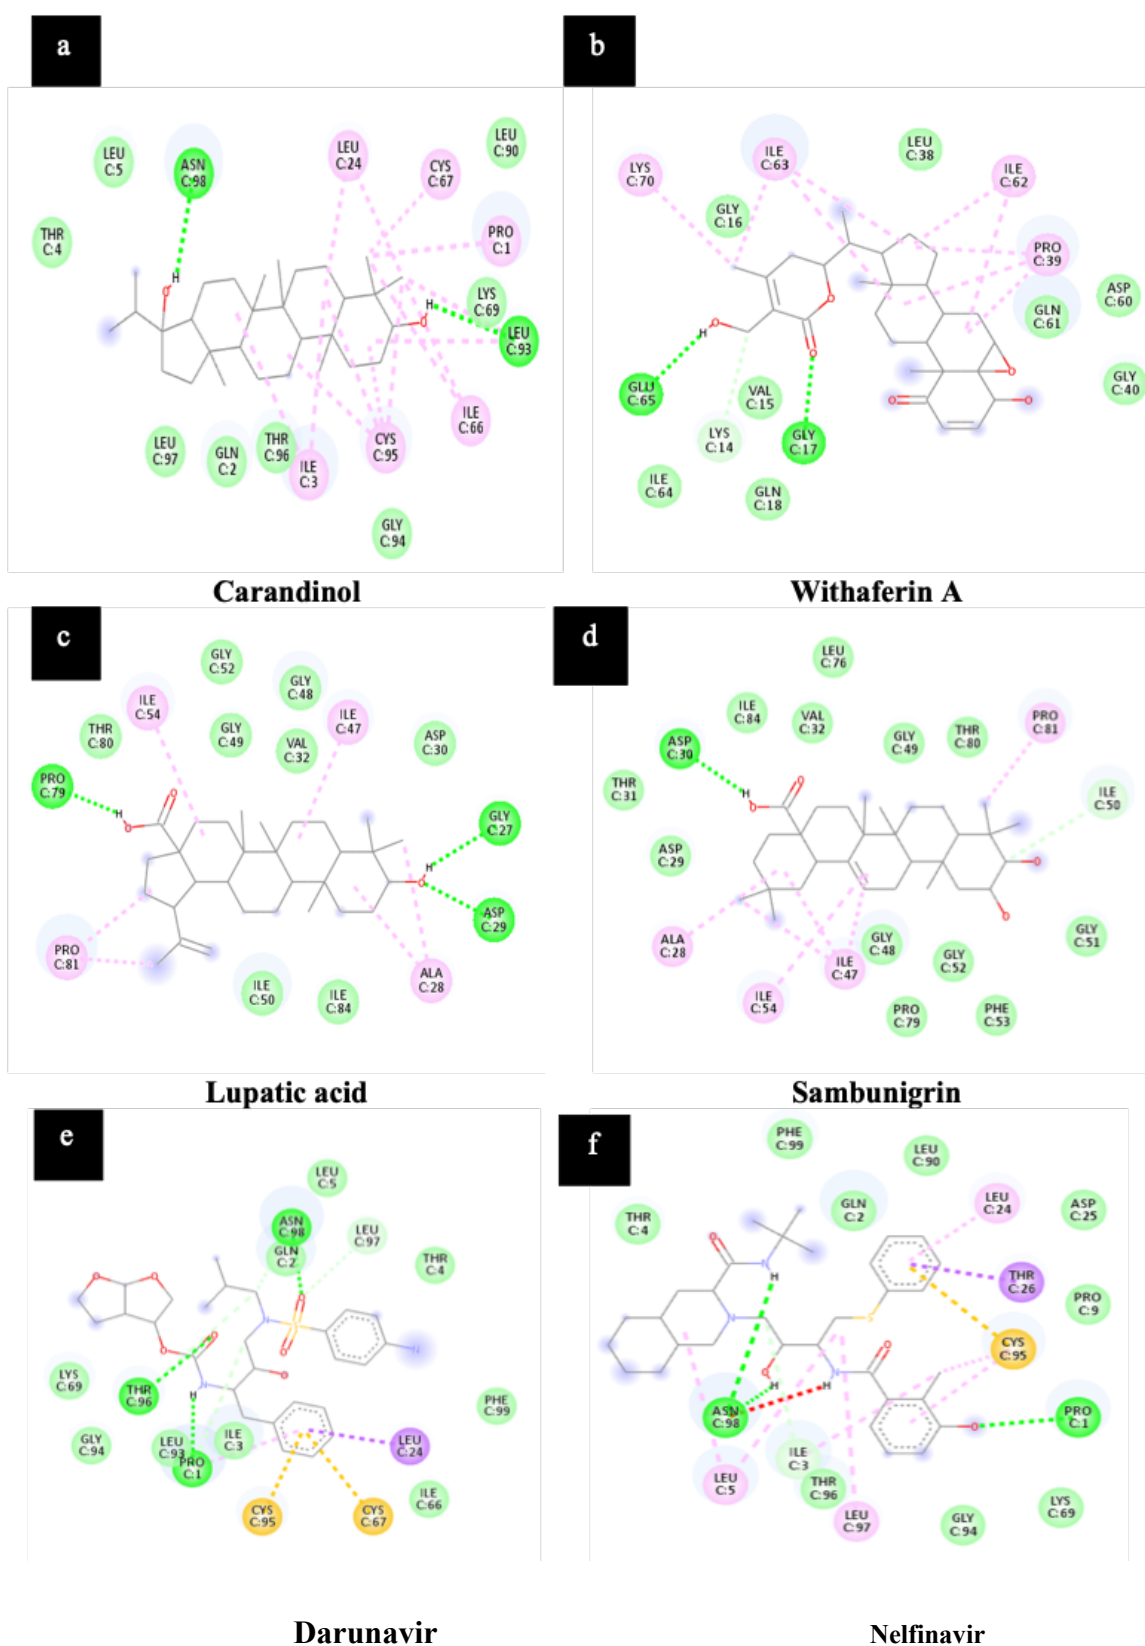 a
LEU
C:5
ASN
C:98
LEU
C:24
CYS
C:67
LEU
C:90
THR
C:4
PRO
C:1
LYS
C:69
LEU
C:93
H
O
O
H
ILE
C:66
LEU
C:97
GLN
C:2
THR
C:96
ILE
C:3
CYS
C:95
GLY
C:94
Carandinol
b
LYS
C:70
ILE
C:63
LEU
C:38
ILE
C:62
GLY
C:16
PRO
C:39
ASP
C:60
GLN
C:61
GLY
C:40
O
H
O
O
O
O
O
GLU
C:65
VAL
C:15
LYS
C:14
GLY
C:17
ILE
C:64
GLN
C:18
Withaferin A
c
GLY
C:52
ILE
C:54
GLY
C:48
ILE
C:47
THR
C:80
GLY
C:49
VAL
C:32
ASP
C:30
PRO
C:79
GLY
C:27
O
H
O
H
O
ASP
C:29
PRO
C:81
ILE
C:50
ILE
C:84
ALA
C:28
Lupatic acid
d
LEU
C:76
ILE
C:84
VAL
C:32
GLY
C:49
THR
C:80
PRO
C:81
ASP
C:30
THR
C:31
ILE
C:50
ASP
C:29
H
O
O
O
O
ALA
C:28
ILE
C:47
GLY
C:48
GLY
C:52
GLY
C:51
ILE
C:54
PRO
C:79
PHE
C:53
Sambunigrin
e
LEU
C:5
ASN
C:98
GLN
C:2
LEU
C:97
THR
C:4
O
O
O
N
S
O
O
O
O
N
H
N
LYS
C:69
THR
C:96
GLY
C:94
LEU
C:93
PRO
C:1
ILE
C:3
LEU
C:24
PHE
C:99
ILE
C:66
CYS
C:95
CYS
C:67
Darunavir
f
PHE
C:99
LEU
C:90
GLN
C:2
LEU
C:24
ASP
C:25
THR
C:4
THR
C:26
PRO
C:9
CYS
C:95
O
N
H
N
S
O
H
H
N
O
O
ASN
C:98
PRO
C:1
ILE
C:3
LEU
C:5
THR
C:96
LEU
C:97
GLY
C:94
LYS
C:69
Nelfinavir